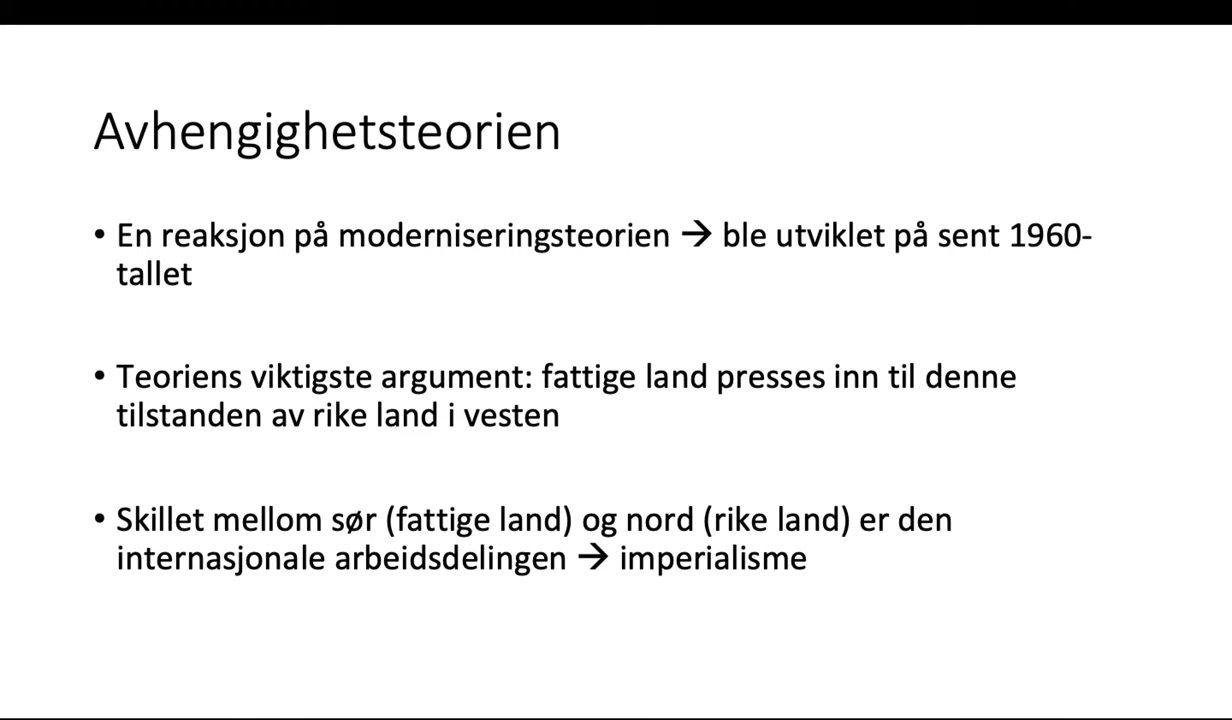 Avhengighetsteorien
• En reaksjon på moderniseringsteorien → ble utviklet på sent 1960-
tallet
• Teoriens viktigste argument: fattige land presses inn til denne
tilstanden av rike land i vesten
• Skillet mellom sør (fattige land) og nord (rike land) er den
internasjonale arbeidsdelingen → imperialisme